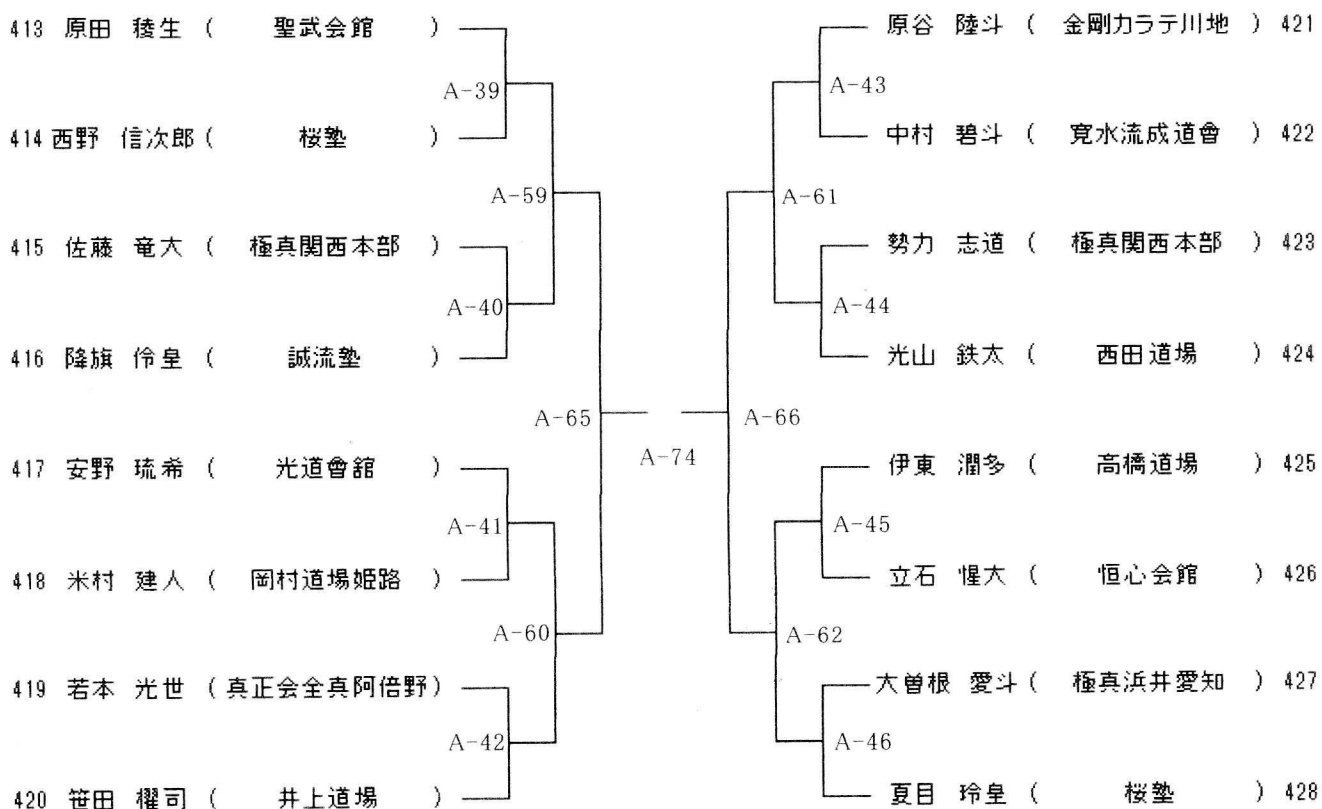 413 原田 稜生 ( 聖武会館 )
414 西野 信次郎 ( 桜塾 )
415 佐藤 竜大 ( 極真関西本部 )
416 降旗 伶皇 ( 誠流塾 )
417 安野 琉希 ( 光道會舘 )
418 米村 建人 ( 岡村道場姫路 )
419 若本 光世 ( 真正会全真阿倍野 )
420 笹田 櫂司 ( 井上道場 )
A-39
A-40
A-41
A-42
A-59
A-60
A-65
A-74
A-66
A-61
A-62
A-43
A-44
A-45
A-46
原谷 陸斗 ( 金剛カラテ川地 ) 421
中村 碧斗 ( 寛水流成道會 ) 422
勢力 志道 ( 極真関西本部 ) 423
光山 鉄太 ( 西田道場 ) 424
伊東 潤多 ( 高橋道場 ) 425
立石 惺大 ( 恒心会館 ) 426
大曽根 愛斗 ( 極真浜井愛知 ) 427
夏目 玲皇 ( 桜塾 ) 428